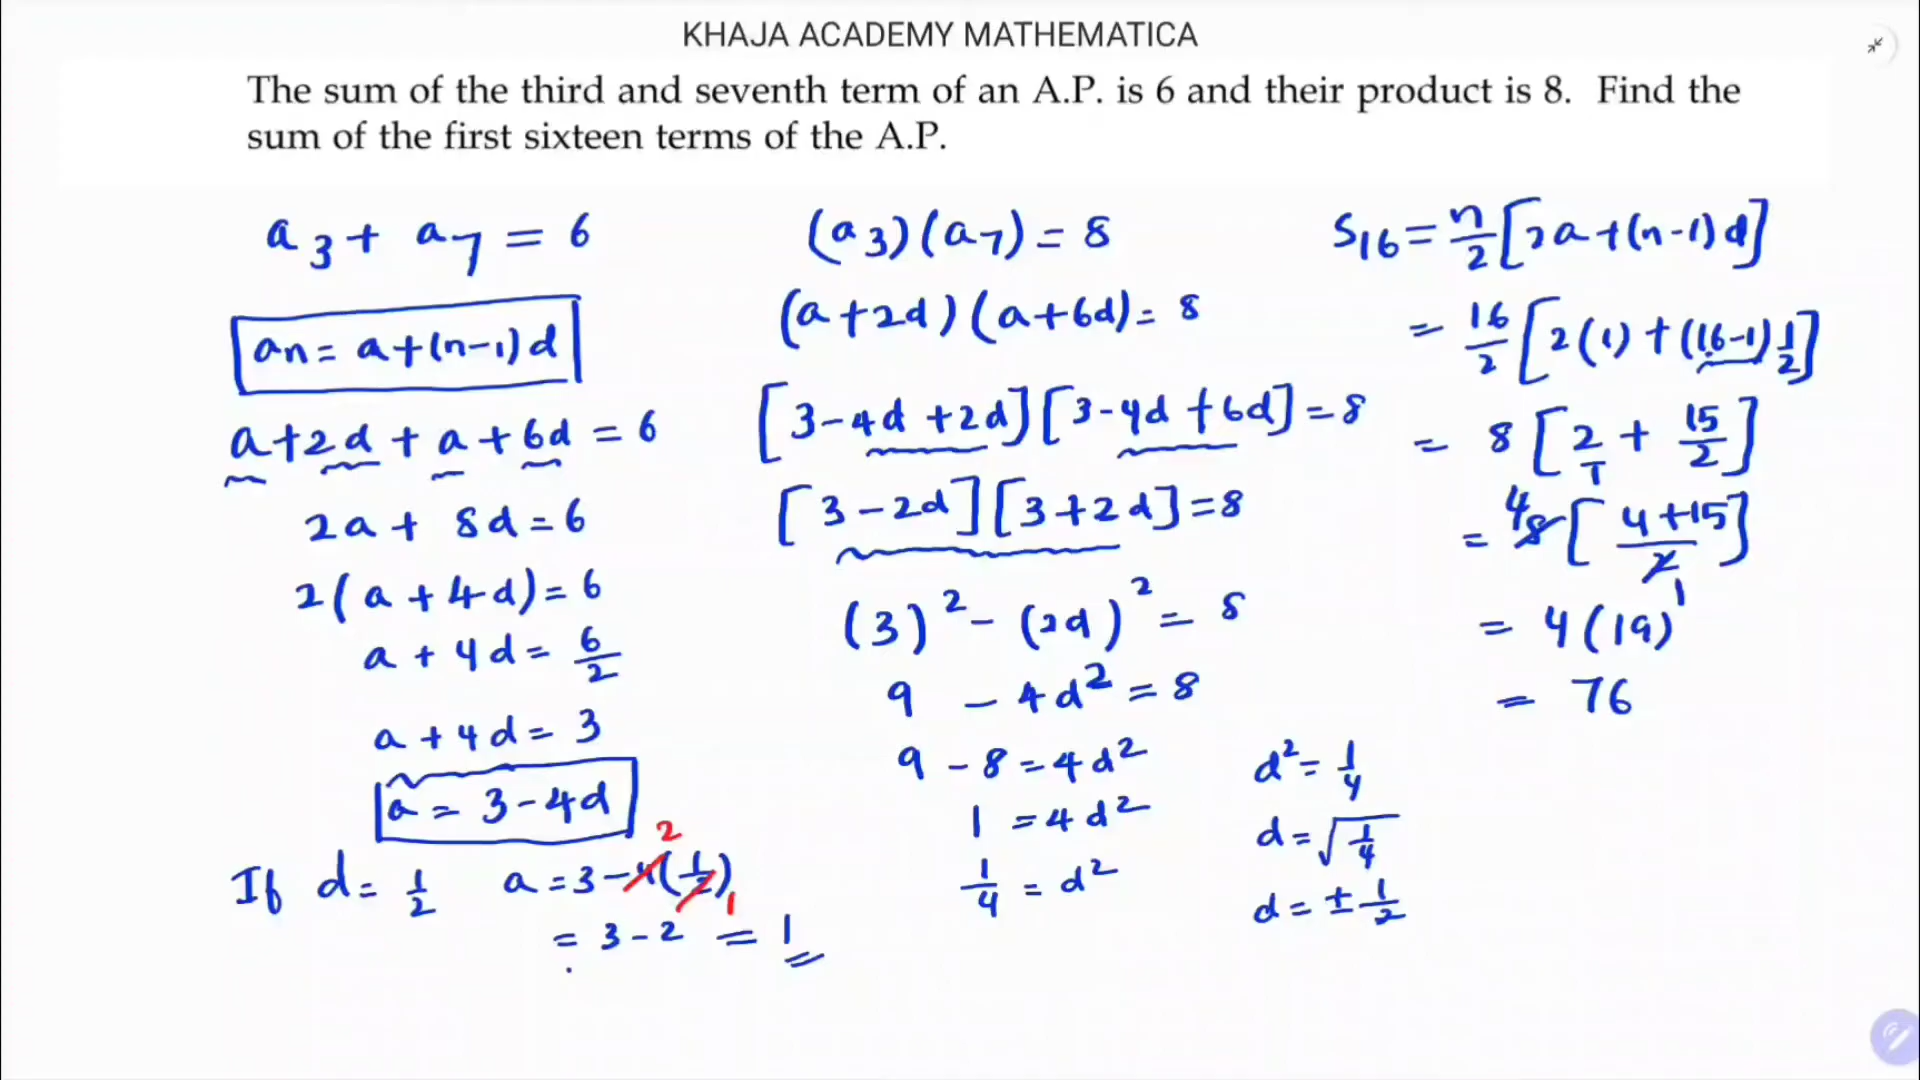 KHAJA ACADEMY MATHEMATICA
The sum of the third and seventh term of an A.P. is 6 and their product is 8. Find the
sum of the first sixteen terms of the A.P.
a₃ + a₇ = 6
an = a+(n-1)d
a+2d + a + 6d = 6
2a + 8d = 6
2(a + 4d) = 6
a + 4d = 6/2
a + 4d = 3
a = 3-4d
If d = 1/2 a = 3-4(1/2) 2 1
= 3-2 = 1
(a₃)(a₇) = 8
(a+2d)(a+6d) = 8
[3-4d+2d][3-4d+6d] = 8
[3-2d][3+2d] = 8
(3)² - (2d)² = 8
9 - 4d² = 8
9 - 8 = 4d²
1 = 4d²
1/4 = d²
d² = 1/4
d = √1/4
d = ± 1/2
S₁₆ = n/2 [2a+(n-1)d]
= 16/2 [2(1) + (16-1) 1/2]
= 8 [2/1 + 15/2]
= 4 8 [4+15/2] 1
= 4(19)
= 76